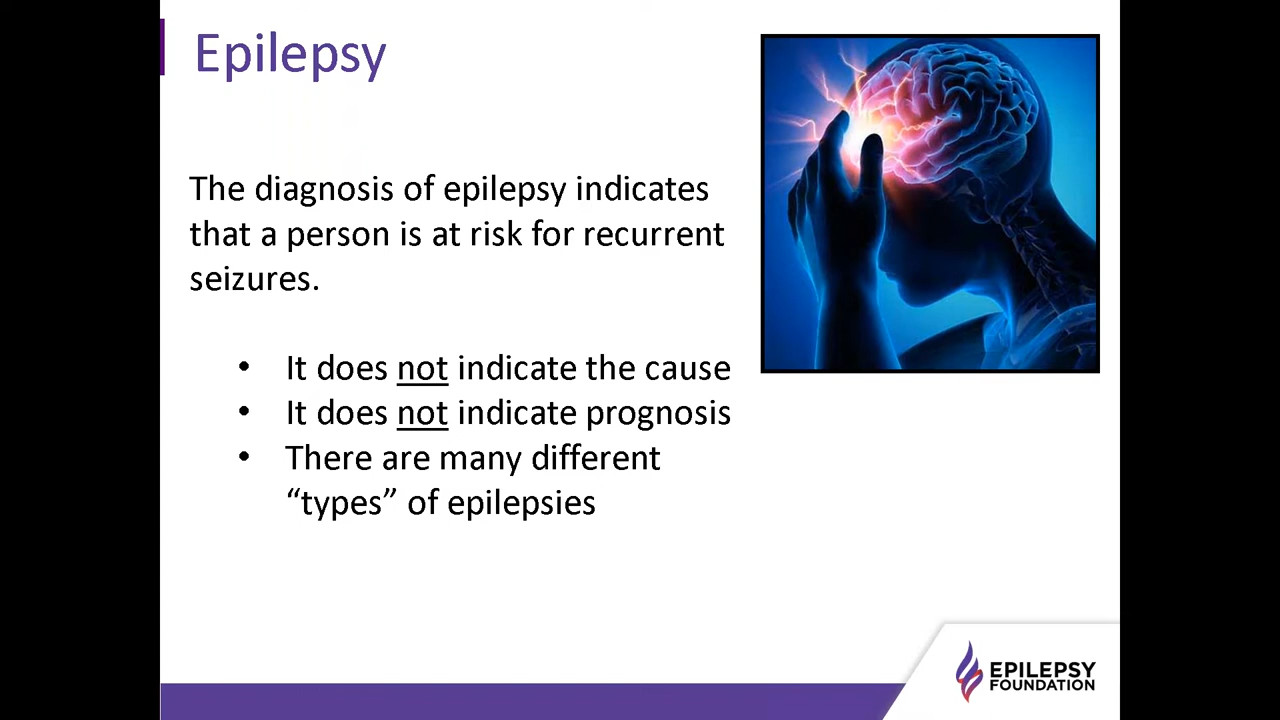 Epilepsy
The diagnosis of epilepsy indicates
that a person is at risk for recurrent
seizures.
• It does not indicate the cause
• It does not indicate prognosis
• There are many different
“types” of epilepsies
EPILEPSY
FOUNDATION